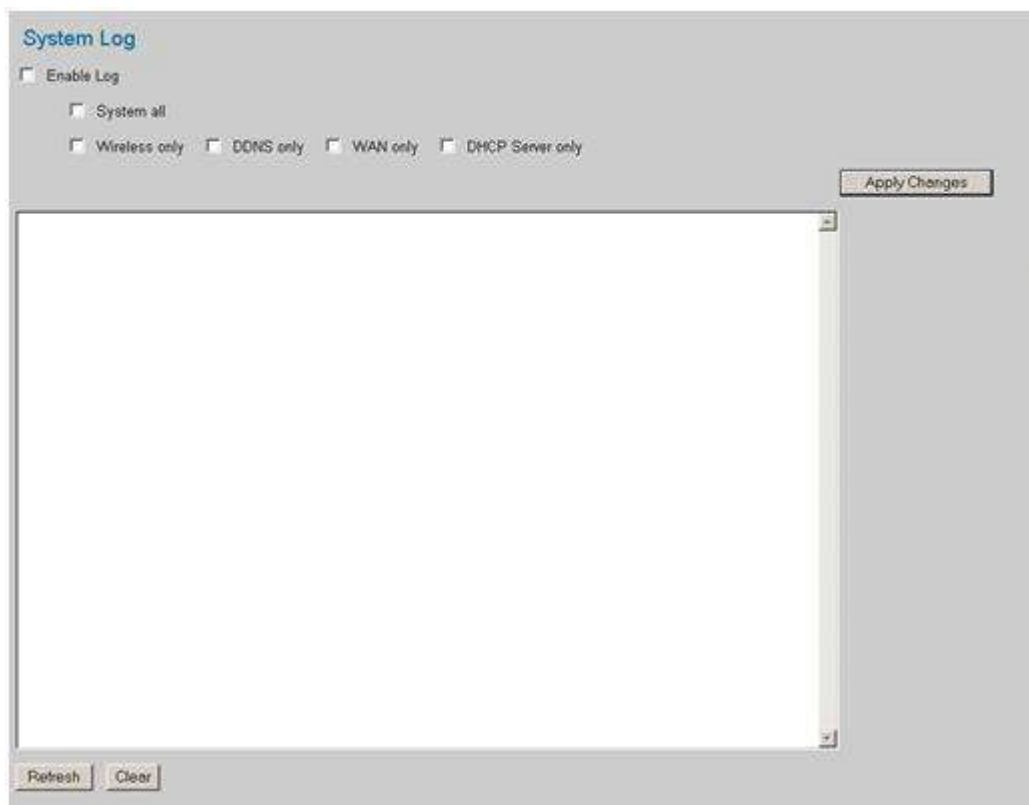 System Log
Enable Log
System all
Wireless only DDNS only WAN only DHCP Server only
Apply Changes
Refresh Clear